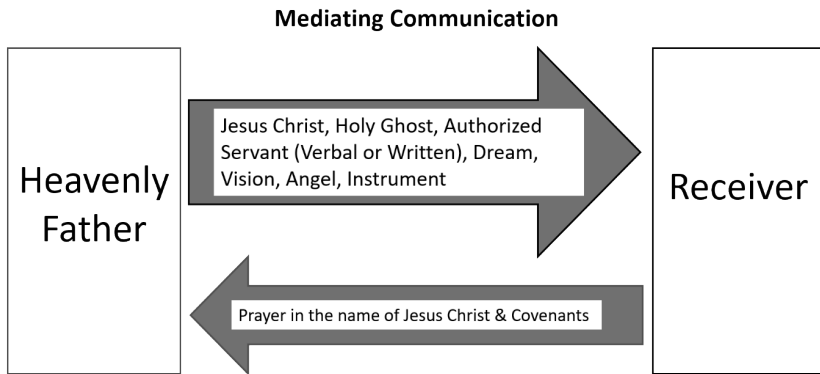 Mediating Communication
Heavenly
Father
Jesus Christ, Holy Ghost, Authorized
Servant (Verbal or Written), Dream,
Vision, Angel, Instrument
Receiver
Prayer in the name of Jesus Christ & Covenants